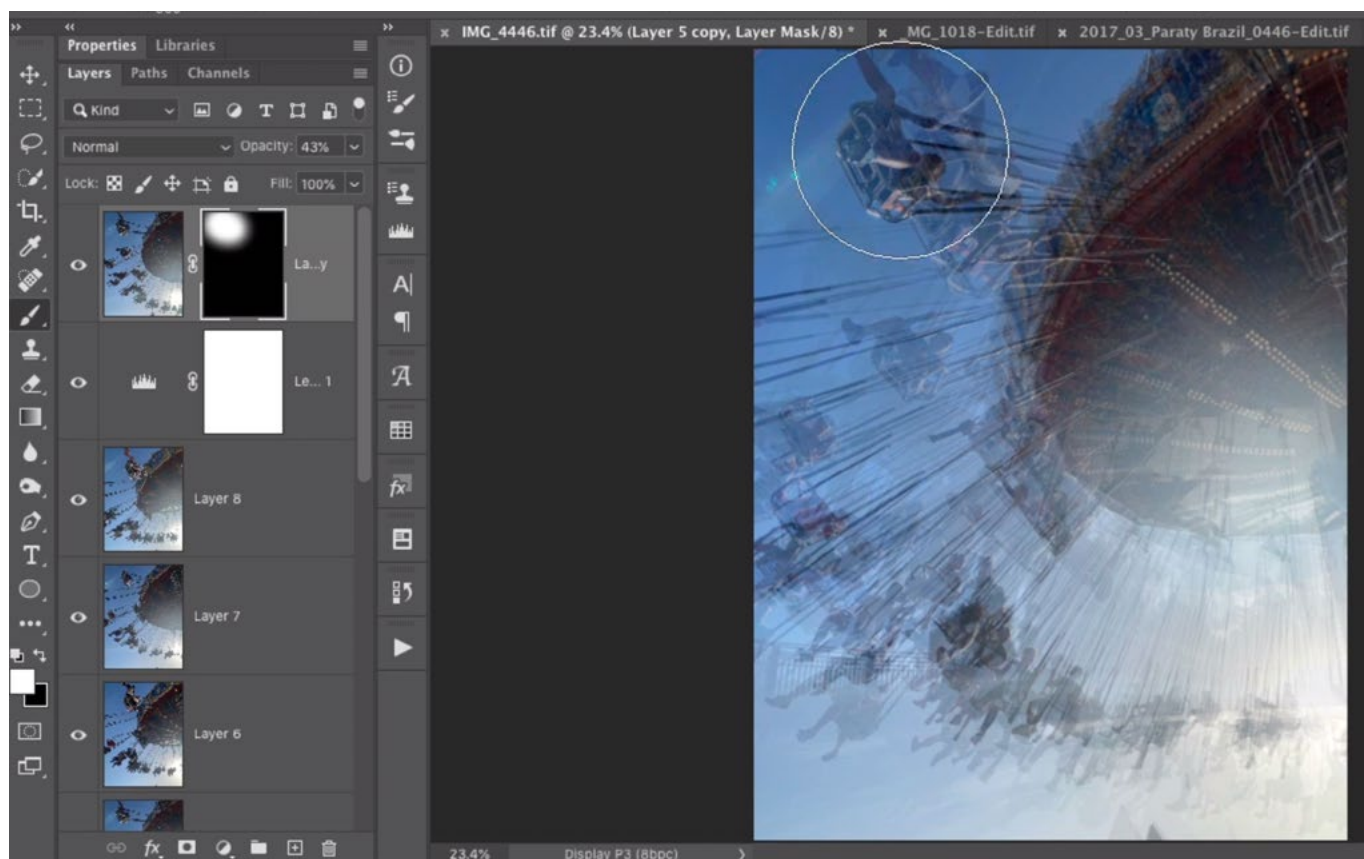 IMG_4446.tif @ 23.4% (Layer 5 copy, Layer Mask/8) *
_MG_1018-Edit.tif
2017_03_Paraty Brazil_0446-Edit.tif
Properties Libraries
Layers Paths Channels
Kind
Normal Opacity: 43%
Lock: Fill: 100%
La...y
Le... 1
Layer 8
Layer 7
Layer 6
23.4% Display P3 (8bpc)